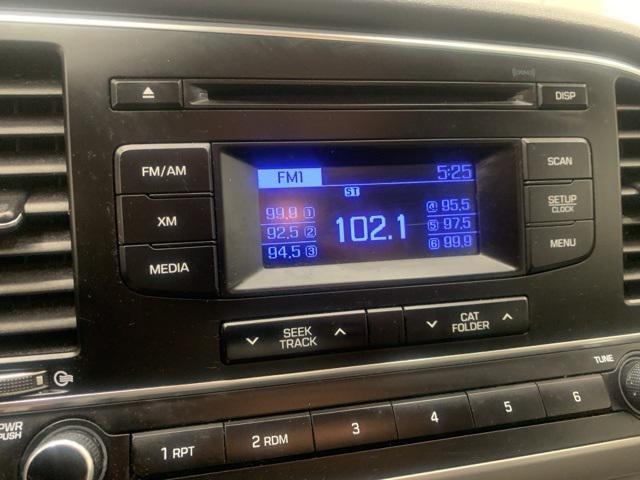 DISP
FM/AM
XM
MEDIA
FM1 5:25
ST
99.9 1
92.5 2
94.5 3
102.1
4 95.5
5 97.5
6 99.9
SCAN
SETUP
CLOCK
MENU
SEEK
TRACK
CAT
FOLDER
TUNE
PWR
PUSH
1 RPT
2 RDM
3
4
5
6